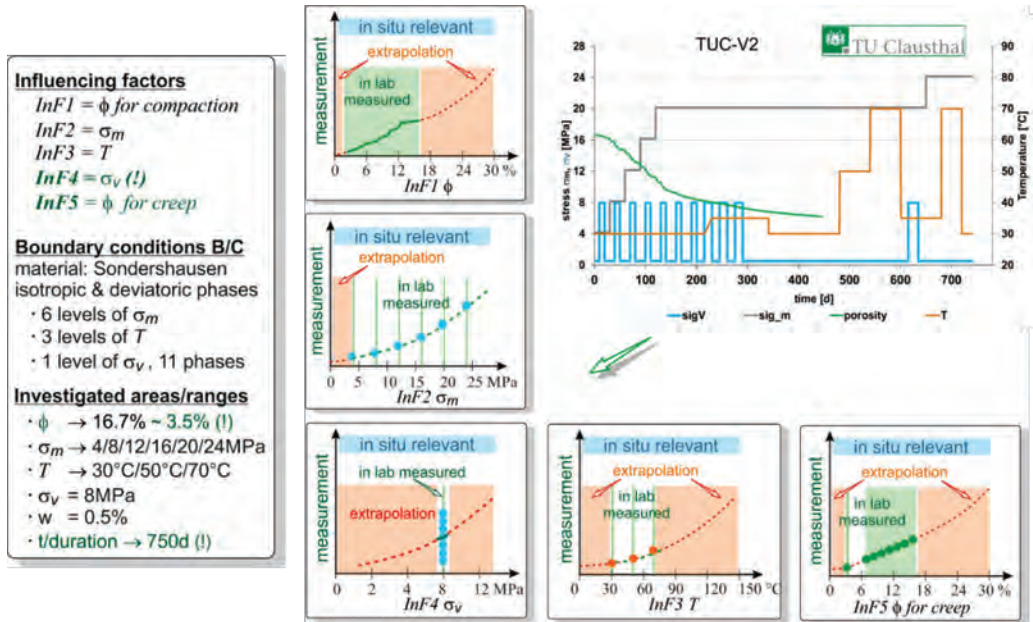 Influencing factors
InF1 = ϕ for compaction
InF2 = σm
InF3 = T
InF4 = σv (!)
InF5 = ϕ for creep
Boundary conditions B/C
material: Sondershausen
isotropic & deviatoric phases
· 6 levels of σm
· 3 levels of T
· 1 level of σv , 11 phases
Investigated areas/ranges
· ϕ → 16.7% ~ 3.5% (!)
· σm → 4/8/12/16/20/24MPa
· T → 30°C/50°C/70°C
· σv = 8MPa
· w = 0.5%
· t/duration → 750d (!)
in situ relevant
extrapolation
in lab
measured
measurement
0 6 12 18 24 30 %
InF1 ϕ
in situ relevant
extrapolation
in lab
measured
measurement
0 5 10 15 20 25 MPa
InF2 σm
TUC-V2
TU Clausthal
28
24
20
16
12
8
4
0
stress σm, σv [MPa]
90
80
70
60
50
40
30
20
Temperature [°C]
0 100 200 300 400 500 600 700
time [d]
sigV sig_m porosity T
in situ relevant
in lab measured
extrapolation
measurement
0 2 4 6 8 12 MPa
InF4 σv
in situ relevant
extrapolation
in lab
measured
measurement
0 30 60 90 120 150 °C
InF3 T
in situ relevant
extrapolation
in lab
measured
measurement
0 6 12 18 24 30 %
InF5 ϕ for creep